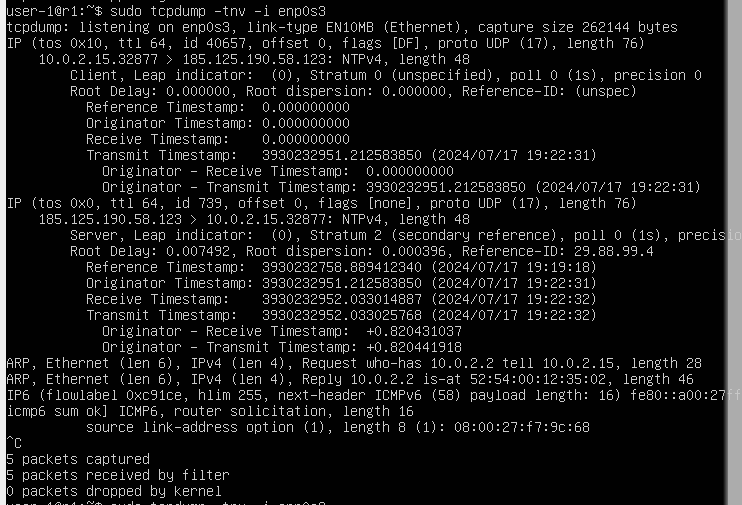 user-1@r1:~$ sudo tcpdump -tnv -i enp0s3
tcpdump: listening on enp0s3, link-type EN10MB (Ethernet), capture size 262144 bytes
IP (tos 0x10, ttl 64, id 40657, offset 0, flags [DF], proto UDP (17), length 76)
    10.0.2.15.32877 > 185.125.190.58.123: NTPv4, length 48
        Client, Leap indicator:  (0), Stratum 0 (unspecified), poll 0 (1s), precision 0
        Root Delay: 0.000000, Root dispersion: 0.000000, Reference-ID: (unspec)
          Reference Timestamp:  0.000000000
          Originator Timestamp: 0.000000000
          Receive Timestamp:    0.000000000
          Transmit Timestamp:   3930232951.212583850 (2024/07/17 19:22:31)
            Originator - Receive Timestamp:  0.000000000
            Originator - Transmit Timestamp: 3930232951.212583850 (2024/07/17 19:22:31)
IP (tos 0x0, ttl 64, id 739, offset 0, flags [none], proto UDP (17), length 76)
    185.125.190.58.123 > 10.0.2.15.32877: NTPv4, length 48
        Server, Leap indicator:  (0), Stratum 2 (secondary reference), poll 0 (1s), precisio
        Root Delay: 0.007492, Root dispersion: 0.000396, Reference-ID: 29.88.99.4
          Reference Timestamp:  3930232758.889412340 (2024/07/17 19:19:18)
          Originator Timestamp: 3930232951.212583850 (2024/07/17 19:22:31)
          Receive Timestamp:    3930232952.033014887 (2024/07/17 19:22:32)
          Transmit Timestamp:   3930232952.033025768 (2024/07/17 19:22:32)
            Originator - Receive Timestamp:  +0.820431037
            Originator - Transmit Timestamp: +0.820441918
ARP, Ethernet (len 6), IPv4 (len 4), Request who-has 10.0.2.2 tell 10.0.2.15, length 28
ARP, Ethernet (len 6), IPv4 (len 4), Reply 10.0.2.2 is-at 52:54:00:12:35:02, length 46
IP6 (flowlabel 0xc91ce, hlim 255, next-header ICMPv6 (58) payload length: 16) fe80::a00:27ff
icmp6 sum ok] ICMP6, router solicitation, length 16
          source link-address option (1), length 8 (1): 08:00:27:f7:9c:68
^C
5 packets captured
5 packets received by filter
0 packets dropped by kernel
user-1@r1:~$ sudo tcpdump -tnv -i enp0s8